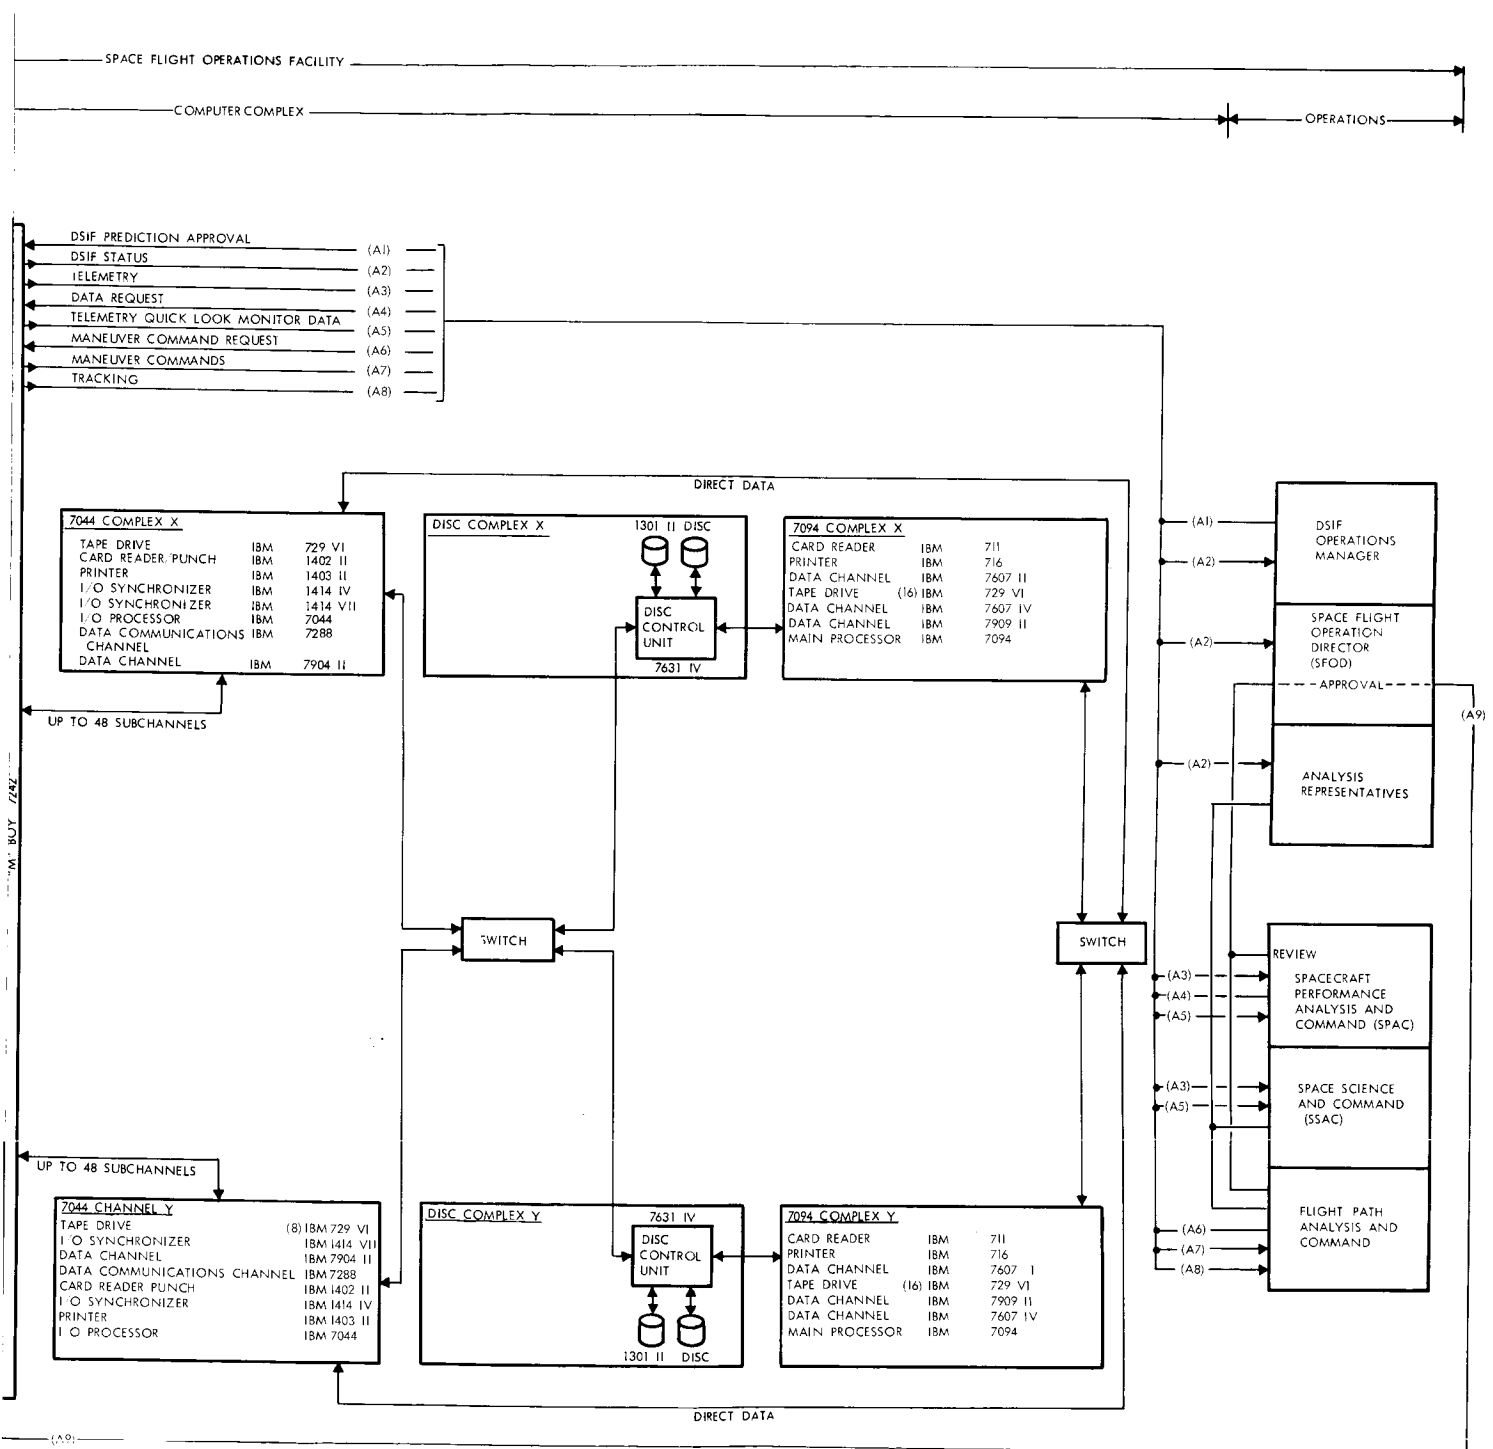 SPACE FLIGHT OPERATIONS FACILITY
COMPUTER COMPLEX
OPERATIONS
DSIF PREDICTION APPROVAL (A1)
DSIF STATUS (A2)
TELEMETRY (A3)
DATA REQUEST (A4)
TELEMETRY QUICK LOOK MONITOR DATA (A5)
MANEUVER COMMAND REQUEST (A6)
MANEUVER COMMANDS (A7)
TRACKING (A8)
DIRECT DATA
7044 COMPLEX X
TAPE DRIVE IBM 729 VI
CARD READER/PUNCH IBM 1402 II
PRINTER IBM 1403 II
I/O SYNCHRONIZER IBM 1414 IV
I/O SYNCHRONIZER IBM 1414 VII
I/O PROCESSOR IBM 7044
DATA COMMUNICATIONS IBM 7288
CHANNEL
DATA CHANNEL IBM 7904 II
UP TO 48 SUBCHANNELS
DISC COMPLEX X
1301 II DISC
DISC
CONTROL
UNIT
7631 IV
7094 COMPLEX X
CARD READER IBM 711
PRINTER IBM 716
DATA CHANNEL IBM 7607 II
TAPE DRIVE (16) IBM 729 VI
DATA CHANNEL IBM 7607 IV
DATA CHANNEL IBM 7909 II
MAIN PROCESSOR IBM 7094
(A1)
(A2)
DSIF
OPERATIONS
MANAGER
(A2)
SPACE FLIGHT
OPERATION
DIRECTOR
(SFOD)
APPROVAL
(A9)
(A2)
ANALYSIS
REPRESENTATIVES
"M" BOY 7242
SWITCH
SWITCH
REVIEW
(A3)
(A4)
(A5)
SPACECRAFT
PERFORMANCE
ANALYSIS AND
COMMAND (SPAC)
(A3)
(A5)
SPACE SCIENCE
AND COMMAND
(SSAC)
(A6)
(A7)
(A8)
FLIGHT PATH
ANALYSIS AND
COMMAND
UP TO 48 SUBCHANNELS
7044 CHANNEL Y
TAPE DRIVE (8) IBM 729 VI
I/O SYNCHRONIZER IBM 1414 VII
DATA CHANNEL IBM 7904 II
DATA COMMUNICATIONS CHANNEL IBM 7288
CARD READER PUNCH IBM 1402 II
I/O SYNCHRONIZER IBM 1414 IV
PRINTER IBM 1403 II
I O PROCESSOR IBM 7044
DISC COMPLEX Y
7631 IV
DISC
CONTROL
UNIT
1301 II DISC
7094 COMPLEX Y
CARD READER IBM 711
PRINTER IBM 716
DATA CHANNEL IBM 7607 I
TAPE DRIVE (16) IBM 729 VI
DATA CHANNEL IBM 7909 II
DATA CHANNEL IBM 7607 IV
MAIN PROCESSOR IBM 7094
DIRECT DATA
(A9)